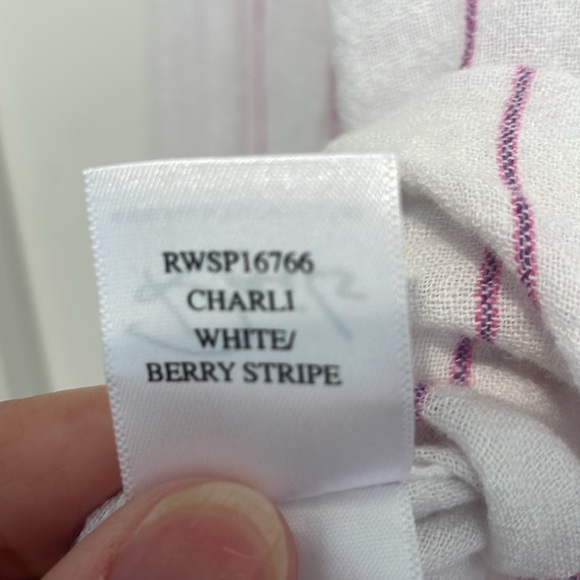 RWSP16766
CHARLI
WHITE/
BERRY STRIPE